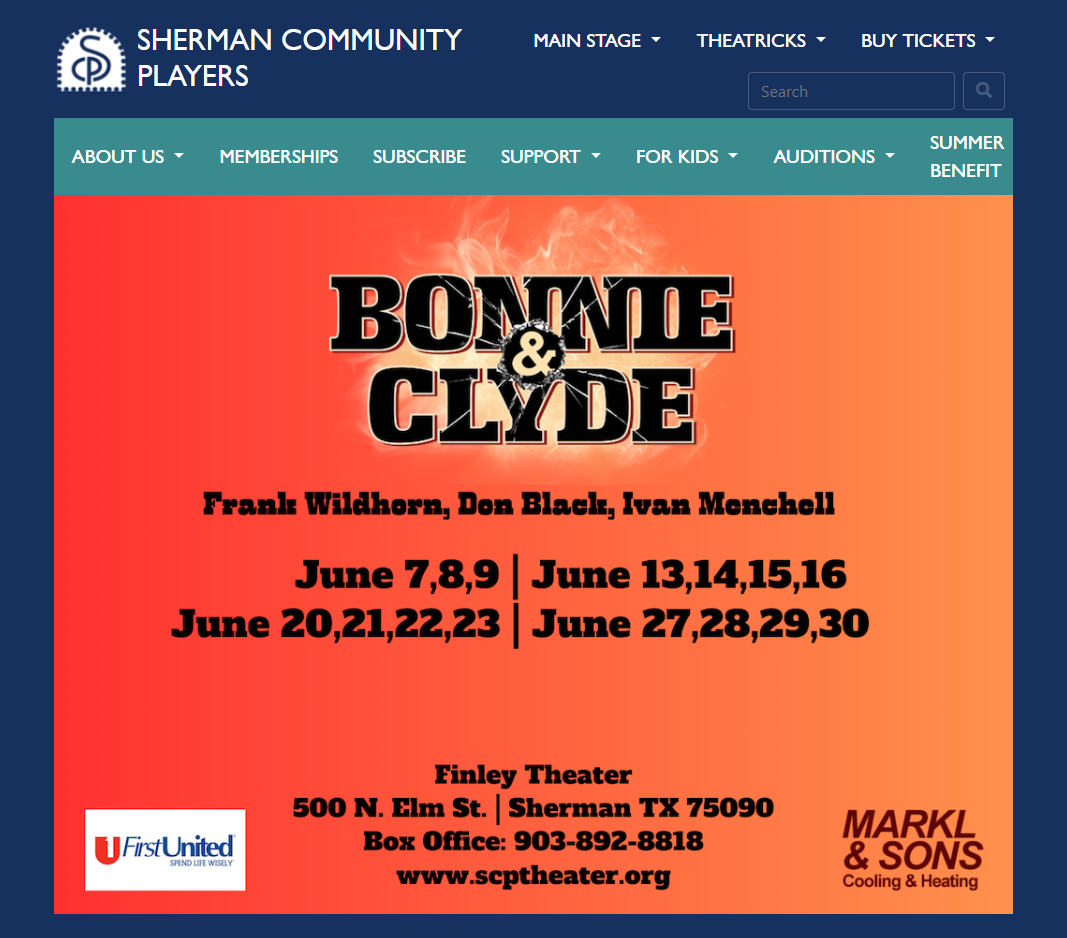 SHERMAN COMMUNITY
PLAYERS
MAIN STAGE
THEATRICKS
BUY TICKETS
Search
ABOUT US
MEMBERSHIPS
SUBSCRIBE
SUPPORT
FOR KIDS
AUDITIONS
SUMMER
BENEFIT
BONNIE
&
CLYDE
Frank Wildhorn, Don Black, Ivan Menchell
June 7,8,9 | June 13,14,15,16
June 20,21,22,23 | June 27,28,29,30
Finley Theater
500 N. Elm St. | Sherman TX 75090
Box Office: 903-892-8818
www.scptheater.org
1 First United
SPEND LIFE WISELY
MARKL
& SONS
Cooling & Heating